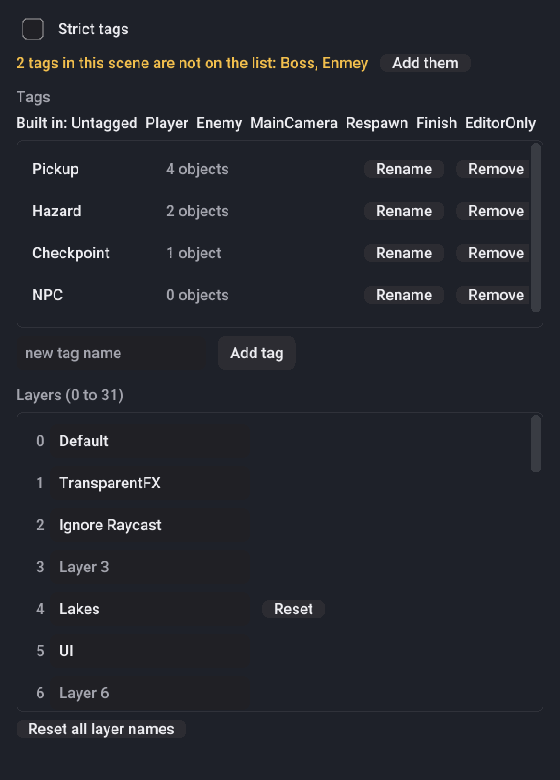 Strict tags
2 tags in this scene are not on the list: Boss, Enmey Add them
Tags
Built in: Untagged Player Enemy MainCamera Respawn Finish EditorOnly
Pickup 4 objects Rename Remove
Hazard 2 objects Rename Remove
Checkpoint 1 object Rename Remove
NPC 0 objects Rename Remove
new tag name Add tag
Layers (0 to 31)
0 Default
1 TransparentFX
2 Ignore Raycast
3 Layer 3
4 Lakes Reset
5 UI
6 Layer 6
Reset all layer names